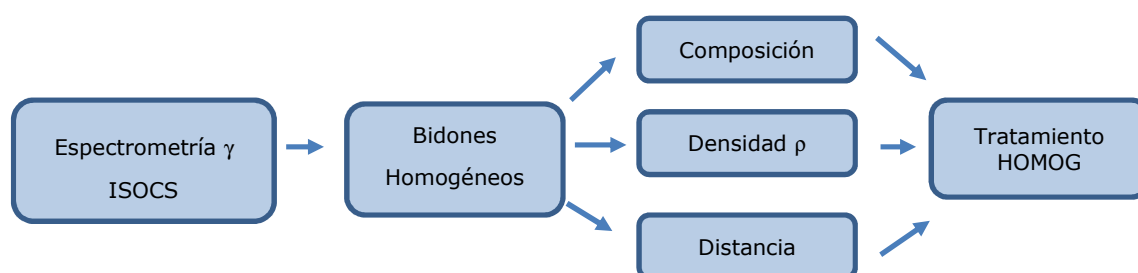 Espectrometría γ
ISOCS
Bidones
Homogéneos
Composición
Densidad ρ
Distancia
Tratamiento
HOMOG